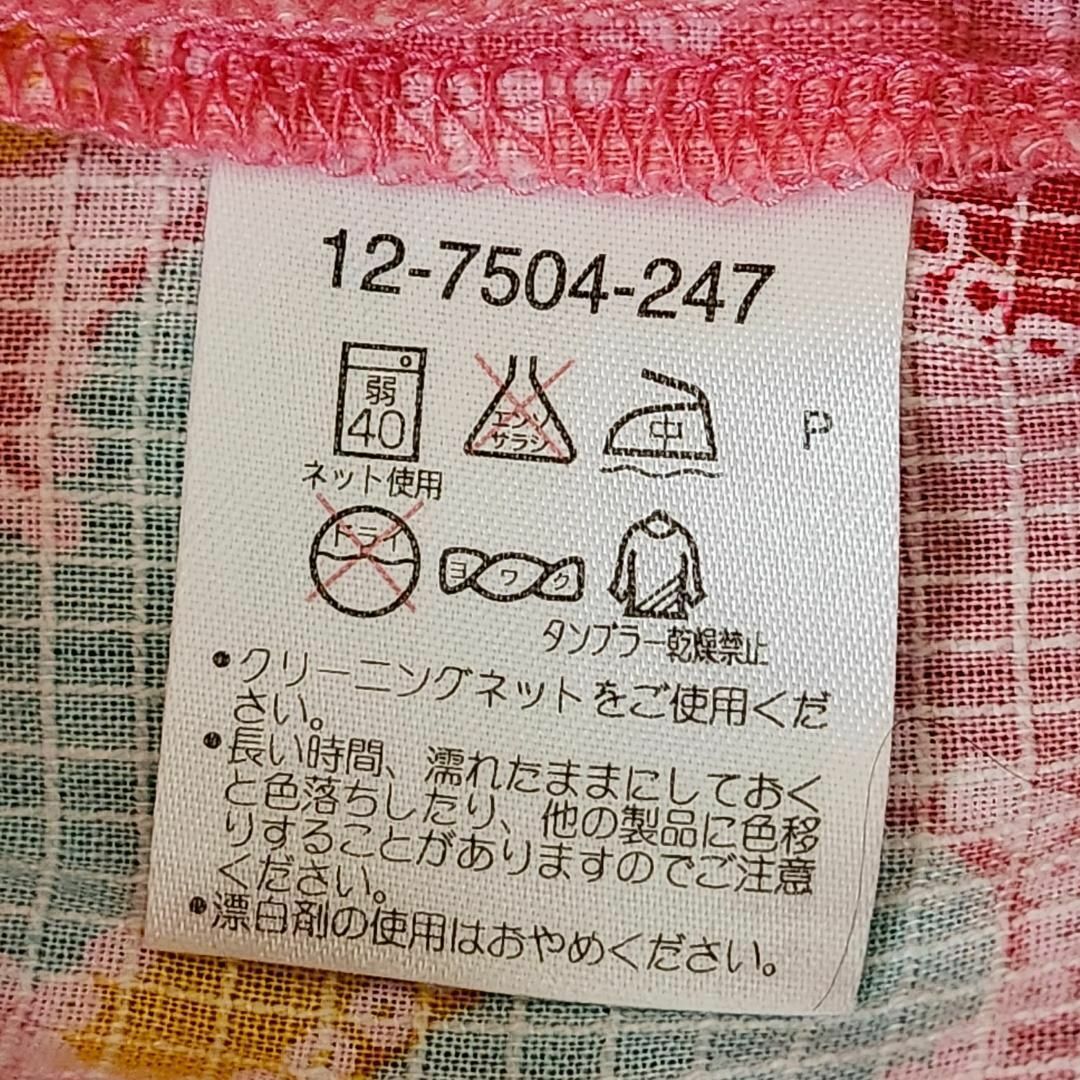 12-7504-247
弱
40
エンソ
サラシ
中
P
ネット使用
ドライ
ヨワク
タンブラー乾燥禁止
•クリーニングネットをご使用くだ
さい。
•長い時間、濡れたままにしておく
と色落ちしたり、他の製品に色移
りすることがありますのでご注意
ください。
•漂白剤の使用はおやめください。